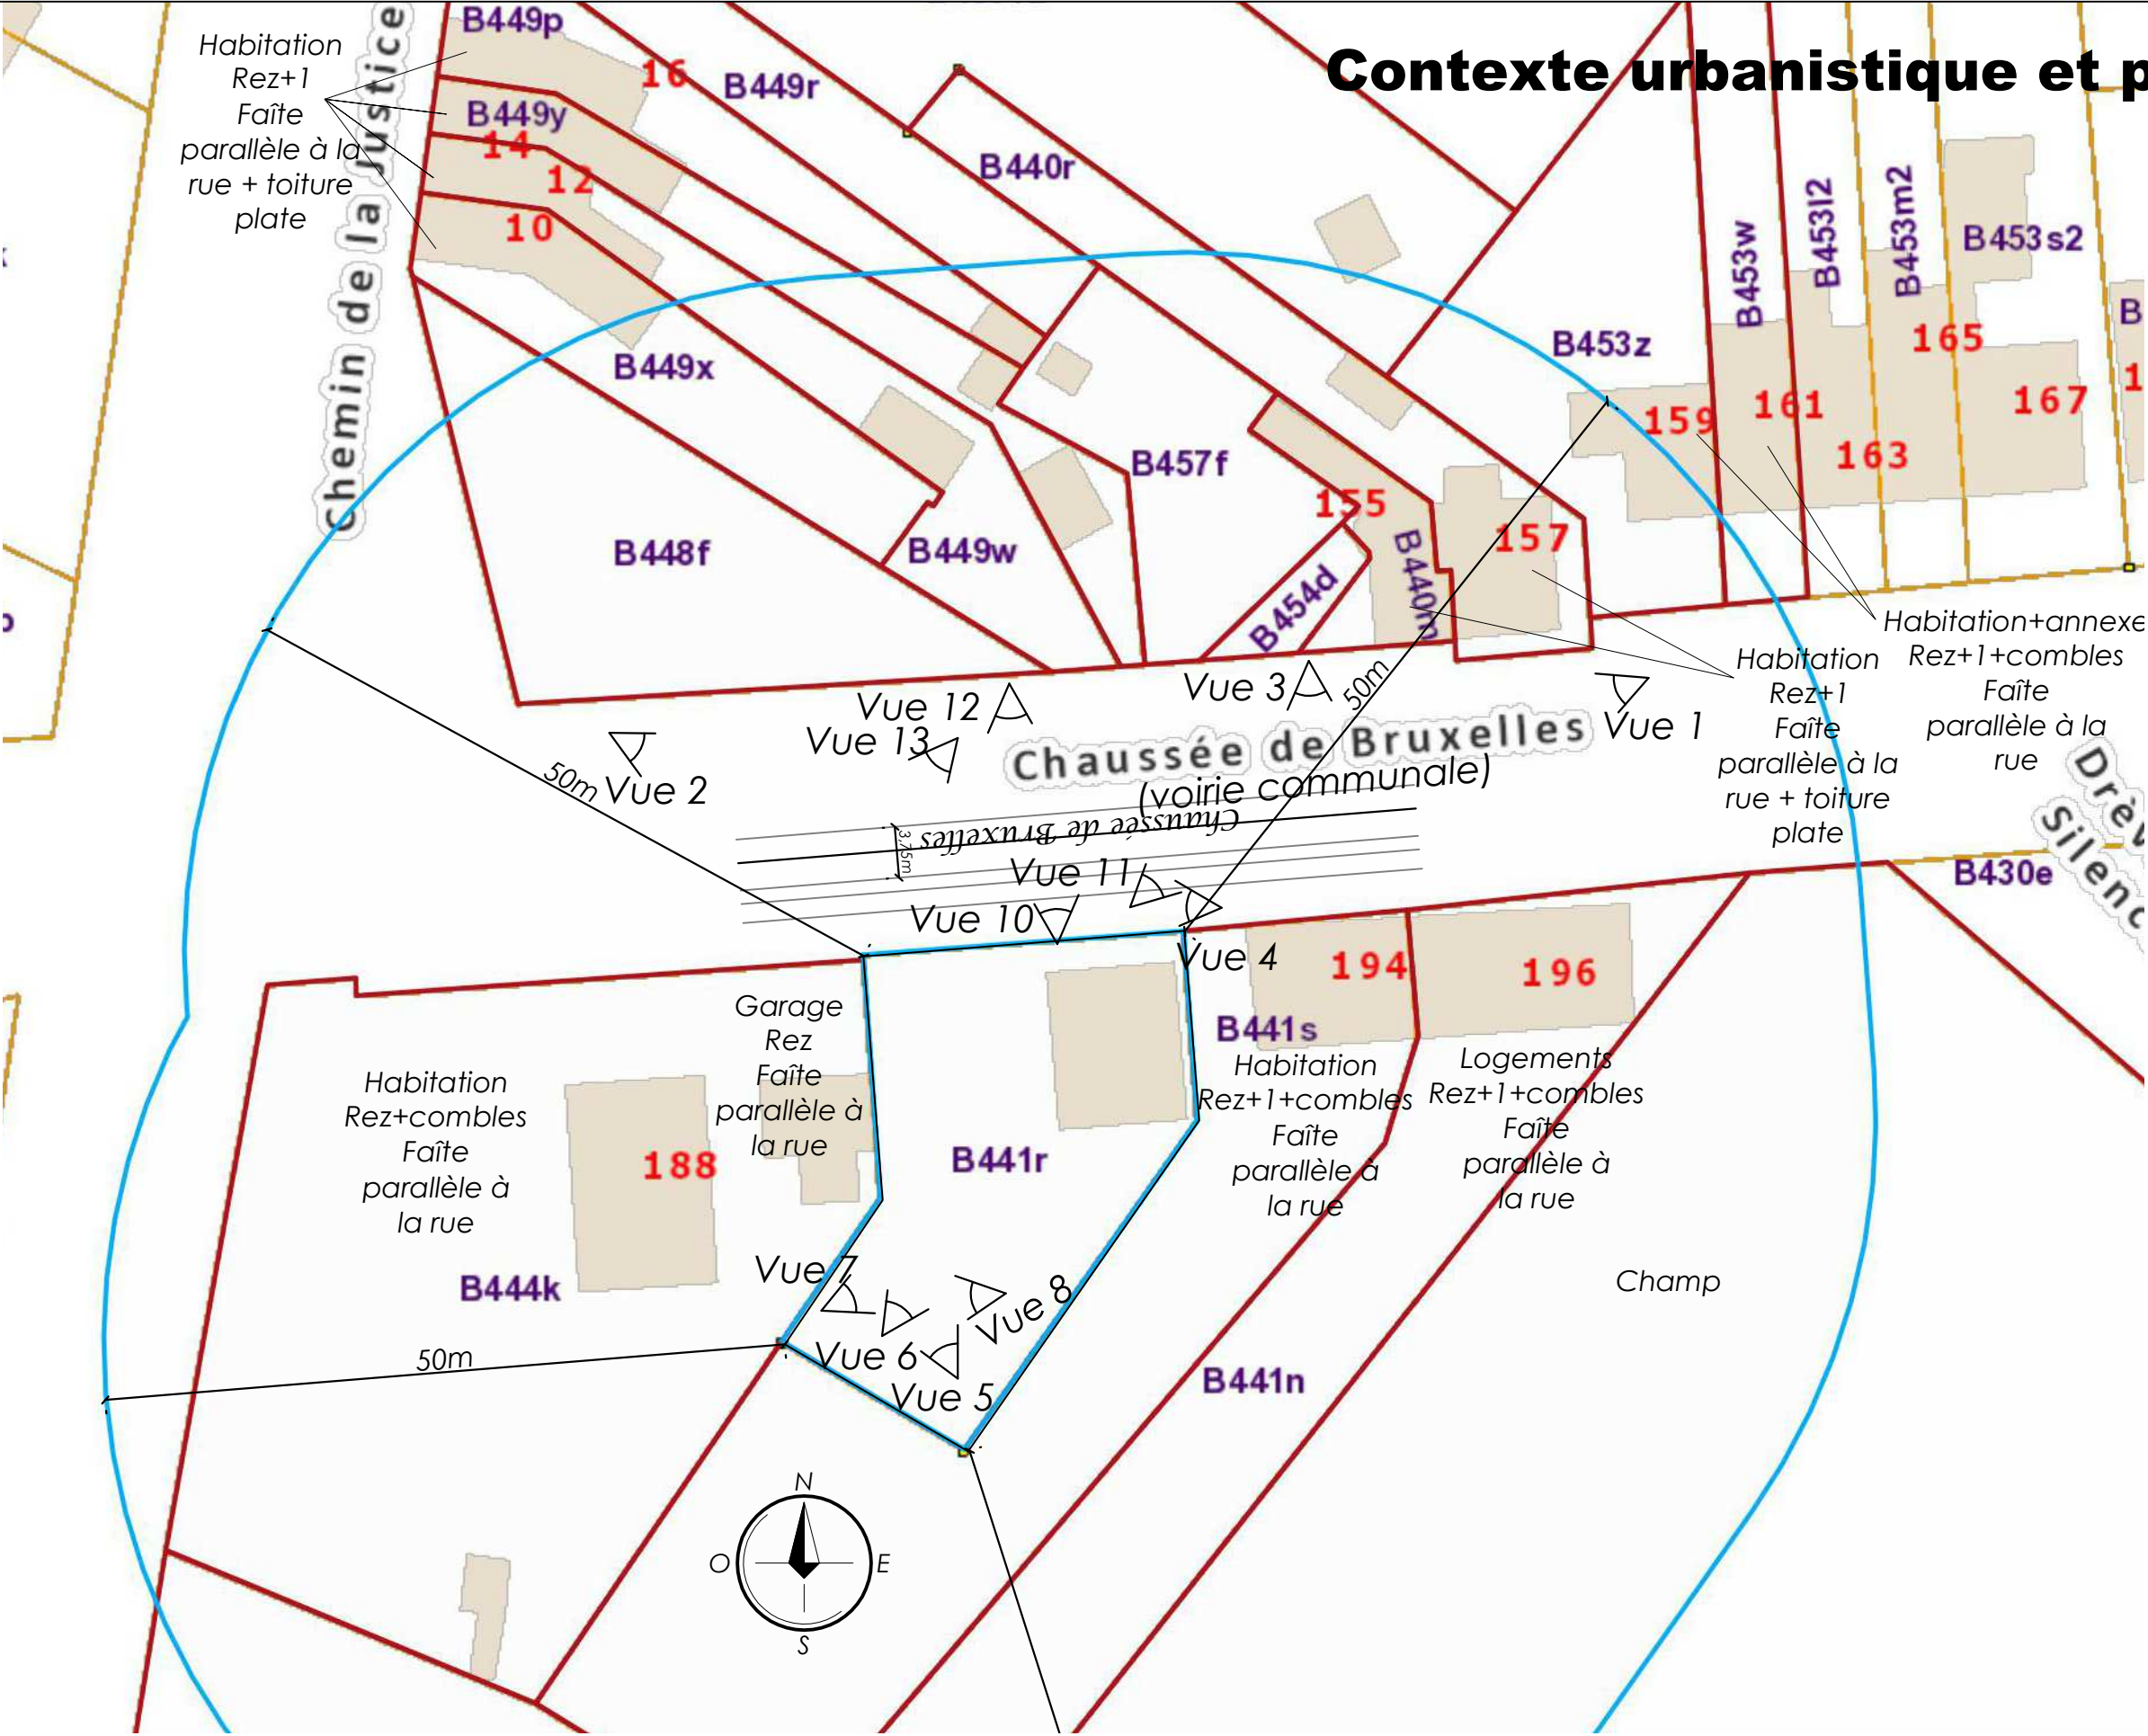 Contexte urbanistique et p
B449p
Habitation
Rez+1
Faîte
parallèle à la
rue + toiture
plate
Chemin de la Justice
16
B449r
B449y
14
12
10
B440r
B449x
B448f
B449w
B457f
B454d
155
B440m
157
B453z
159
B453w
161
B453l2
163
B453m2
165
B453s2
167
B
1
Habitation+annexe
Rez+1+combles
Faîte
parallèle à la
rue
Habitation
Rez+1
Faîte
parallèle à la
rue + toiture
plate
Vue 12
Vue 13
Vue 3
50m
Vue 1
Vue 2
50m
Chaussée de Bruxelles
(voirie communale)
Chaussée de Bruxelles
3,75m
Vue 11
Vue 10
Vue 4
Drèv
Silenc
B430e
194
196
B441s
Habitation
Rez+1+combles
Faîte
parallèle à
la rue
Logements
Rez+1+combles
Faîte
parallèle à
la rue
Garage
Rez
Faîte
parallèle à
la rue
Habitation
Rez+combles
Faîte
parallèle à
la rue
188
B444k
B441r
Vue 7
Vue 8
Vue 6
Vue 5
50m
B441n
Champ
N
O
E
S